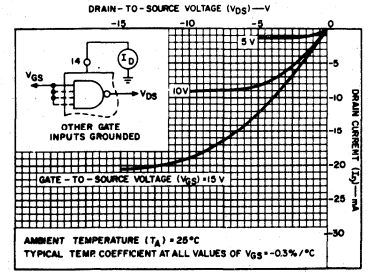 DRAIN-TO-SOURCE VOLTAGE (VDS)—V
-15 -10 -5 0
5 V
ID
14
VGS
VDS
10V
OTHER GATE
INPUTS GROUNDED
GATE-TO-SOURCE VOLTAGE (VGS)=15 V
-5
-10
-15
-20
-25
-30
DRAIN CURRENT (ID)— mA
AMBIENT TEMPERATURE (TA)=25°C
TYPICAL TEMP. COEFFICIENT AT ALL VALUES OF VGS=-0.3%/°C